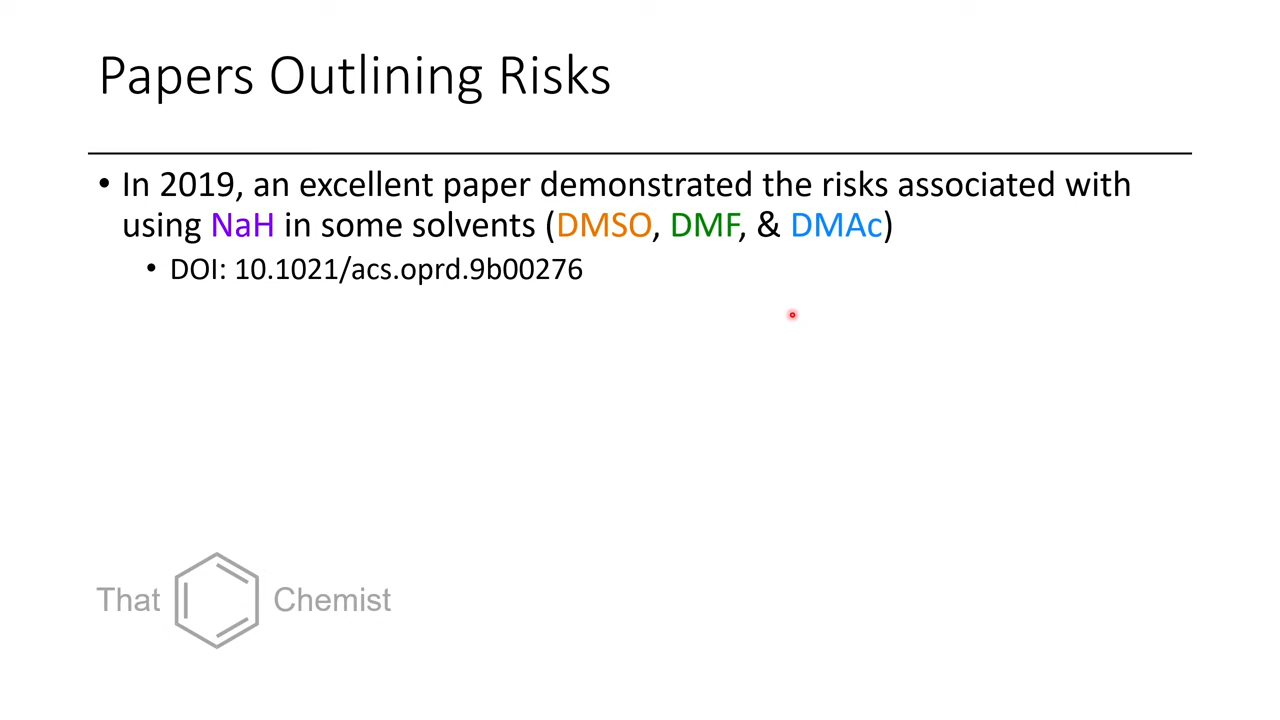 Papers Outlining Risks
• In 2019, an excellent paper demonstrated the risks associated with
using NaH in some solvents (DMSO, DMF, & DMAc)
• DOI: 10.1021/acs.oprd.9b00276
That Chemist